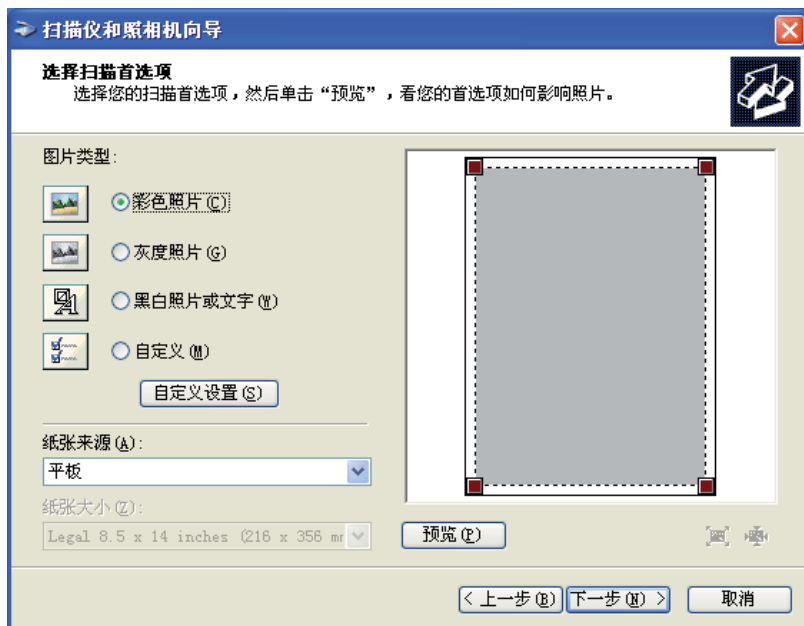 扫描仪和照相机向导
选择扫描首选项
选择您的扫描首选项，然后单击“预览”，看您的首选项如何影响照片。
图片类型:
彩色照片(C)
灰度照片(G)
黑白照片或文字(W)
自定义(M)
自定义设置(S)
纸张来源(A):
平板
纸张大小(Z):
Legal 8.5 x 14 inches (216 x 356 mr
预览(P)
< 上一步(B)
下一步(N) >
取消